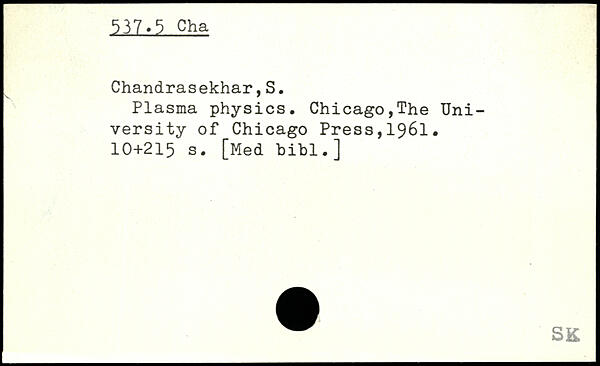 537.5 Cha
Chandrasekhar,S.
Plasma physics. Chicago,The Uni-
versity of Chicago Press,1961.
10+215 s. [Med bibl.]
SK